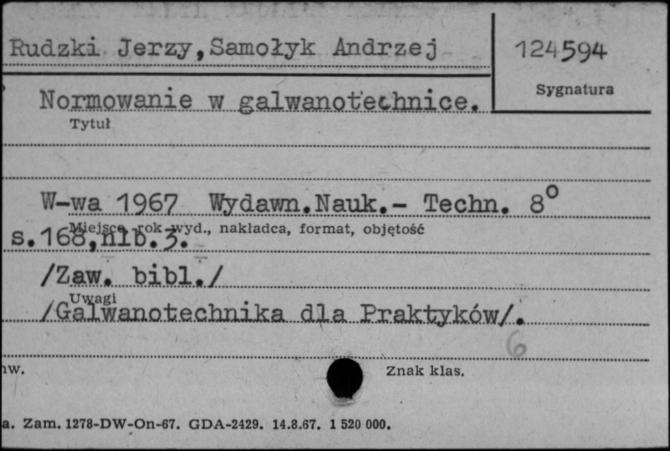 Rudzki Jerzy,Samołyk Andrzej
124594
Sygnatura
Normowanie w galwanotechnice.
Tytuł
W-wa 1967 Wydawn.Nauk.- Techn. 8°
Miejsce, rok wyd., nakładca, format, objętość
s.168,nlb.3.
/Zaw. bibl./
Uwagi
/Galwanotechnika dla Praktyków/.
6
nw.
Znak klas.
a. Zam. 1278-DW-On-67. GDA-2429. 14.8.67. 1 520 000.